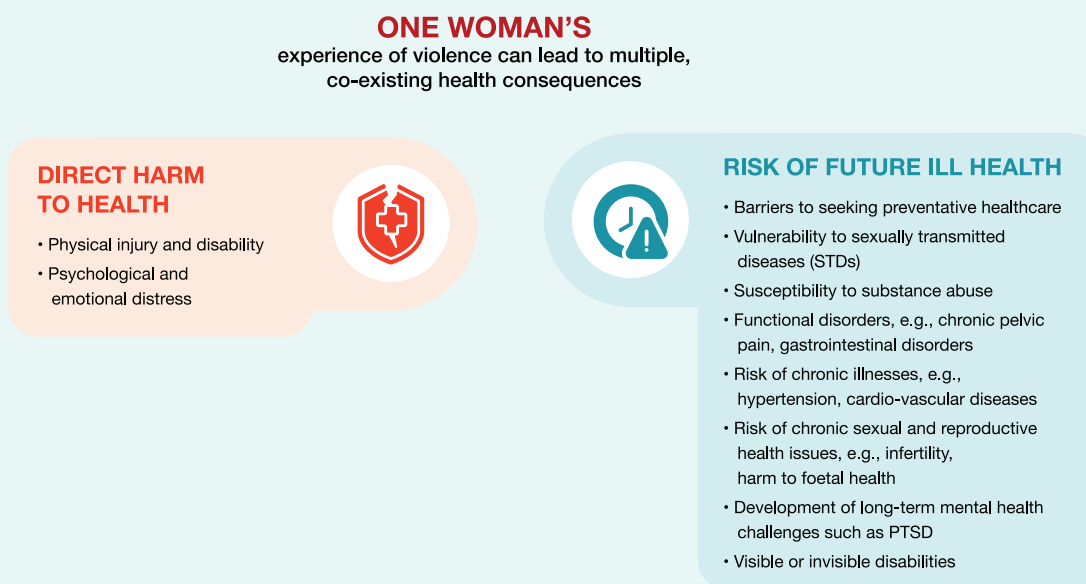 ONE WOMAN'S
experience of violence can lead to multiple,
co-existing health consequences
DIRECT HARM
TO HEALTH
• Physical injury and disability
• Psychological and
emotional distress
RISK OF FUTURE ILL HEALTH
• Barriers to seeking preventative healthcare
• Vulnerability to sexually transmitted
diseases (STDs)
• Susceptibility to substance abuse
• Functional disorders, e.g., chronic pelvic
pain, gastrointestinal disorders
• Risk of chronic illnesses, e.g.,
hypertension, cardio-vascular diseases
• Risk of chronic sexual and reproductive
health issues, e.g., infertility,
harm to foetal health
• Development of long-term mental health
challenges such as PTSD
• Visible or invisible disabilities